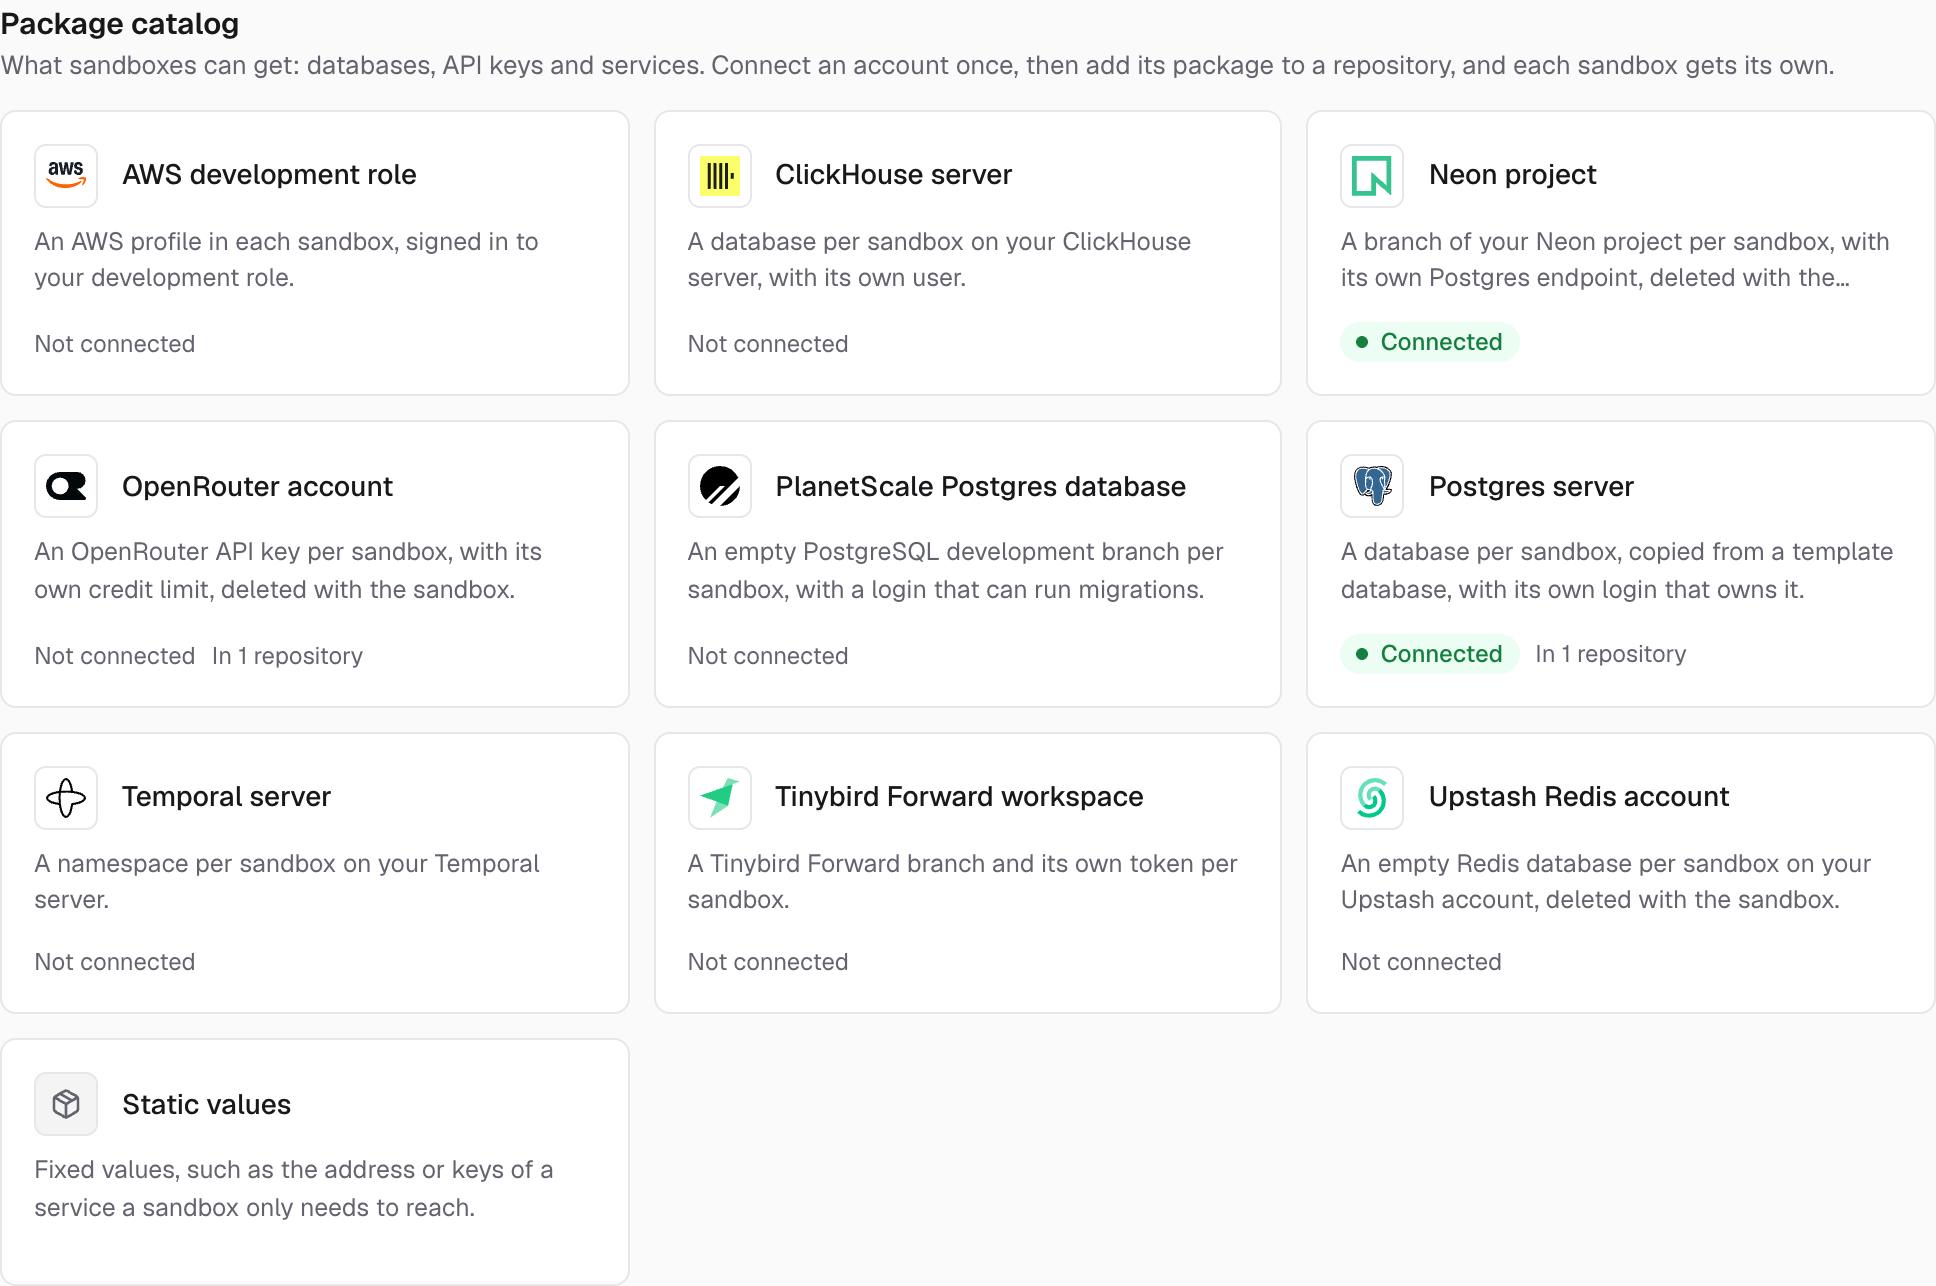 Package catalog
What sandboxes can get: databases, API keys and services. Connect an account once, then add its package to a repository, and each sandbox gets its own.
aws
AWS development role
An AWS profile in each sandbox, signed in to
your development role.
Not connected
ClickHouse server
A database per sandbox on your ClickHouse
server, with its own user.
Not connected
Neon project
A branch of your Neon project per sandbox, with
its own Postgres endpoint, deleted with the…
Connected
OpenRouter account
An OpenRouter API key per sandbox, with its
own credit limit, deleted with the sandbox.
Not connected In 1 repository
PlanetScale Postgres database
An empty PostgreSQL development branch per
sandbox, with a login that can run migrations.
Not connected
Postgres server
A database per sandbox, copied from a template
database, with its own login that owns it.
Connected In 1 repository
Temporal server
A namespace per sandbox on your Temporal
server.
Not connected
Tinybird Forward workspace
A Tinybird Forward branch and its own token per
sandbox.
Not connected
Upstash Redis account
An empty Redis database per sandbox on your
Upstash account, deleted with the sandbox.
Not connected
Static values
Fixed values, such as the address or keys of a
service a sandbox only needs to reach.